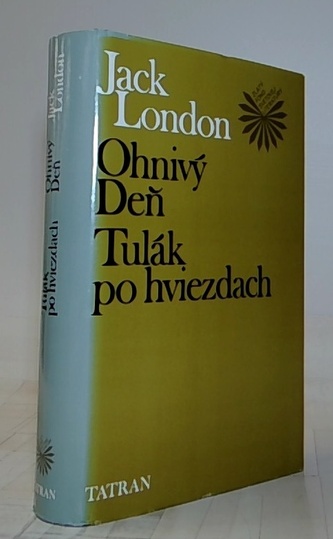 Jack
London
Ohnivý
Deň
Tulák
po hviezdach
TATRAN
Jack
London
Ohnivý
Deň
Tulák
po hviezdach
TATRAN